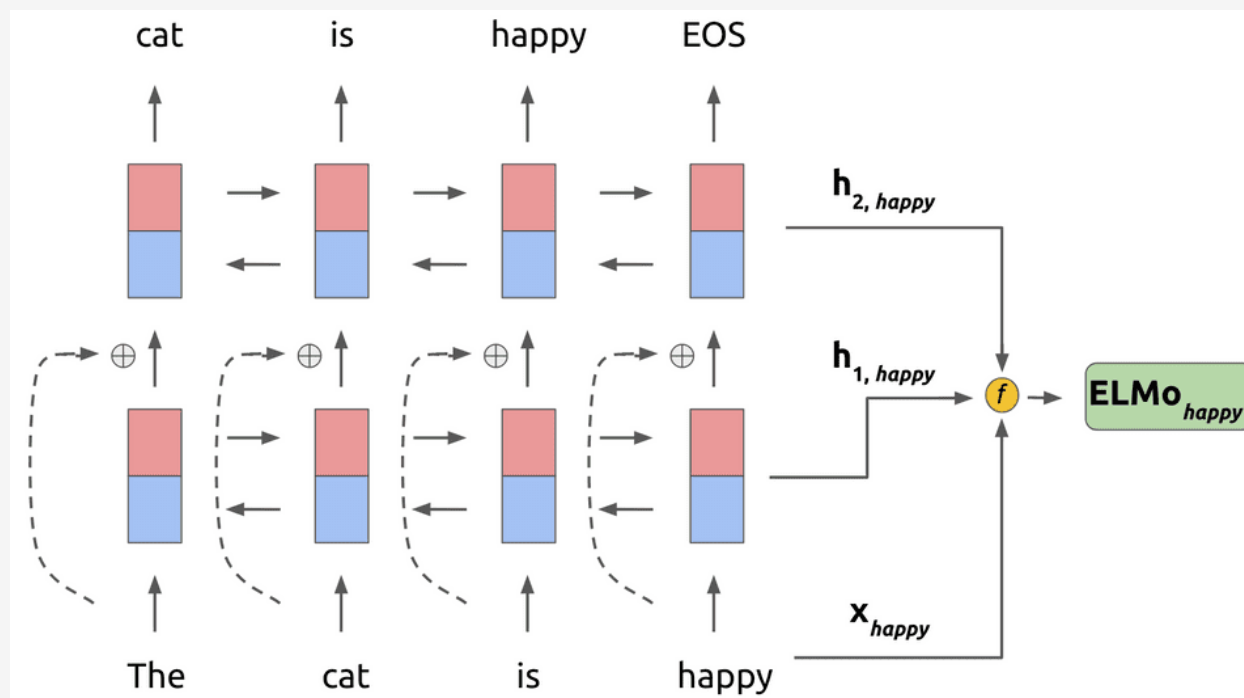 cat is happy EOS
h2, happy
h1, happy
f
ELMohappy
xhappy
The cat is happy